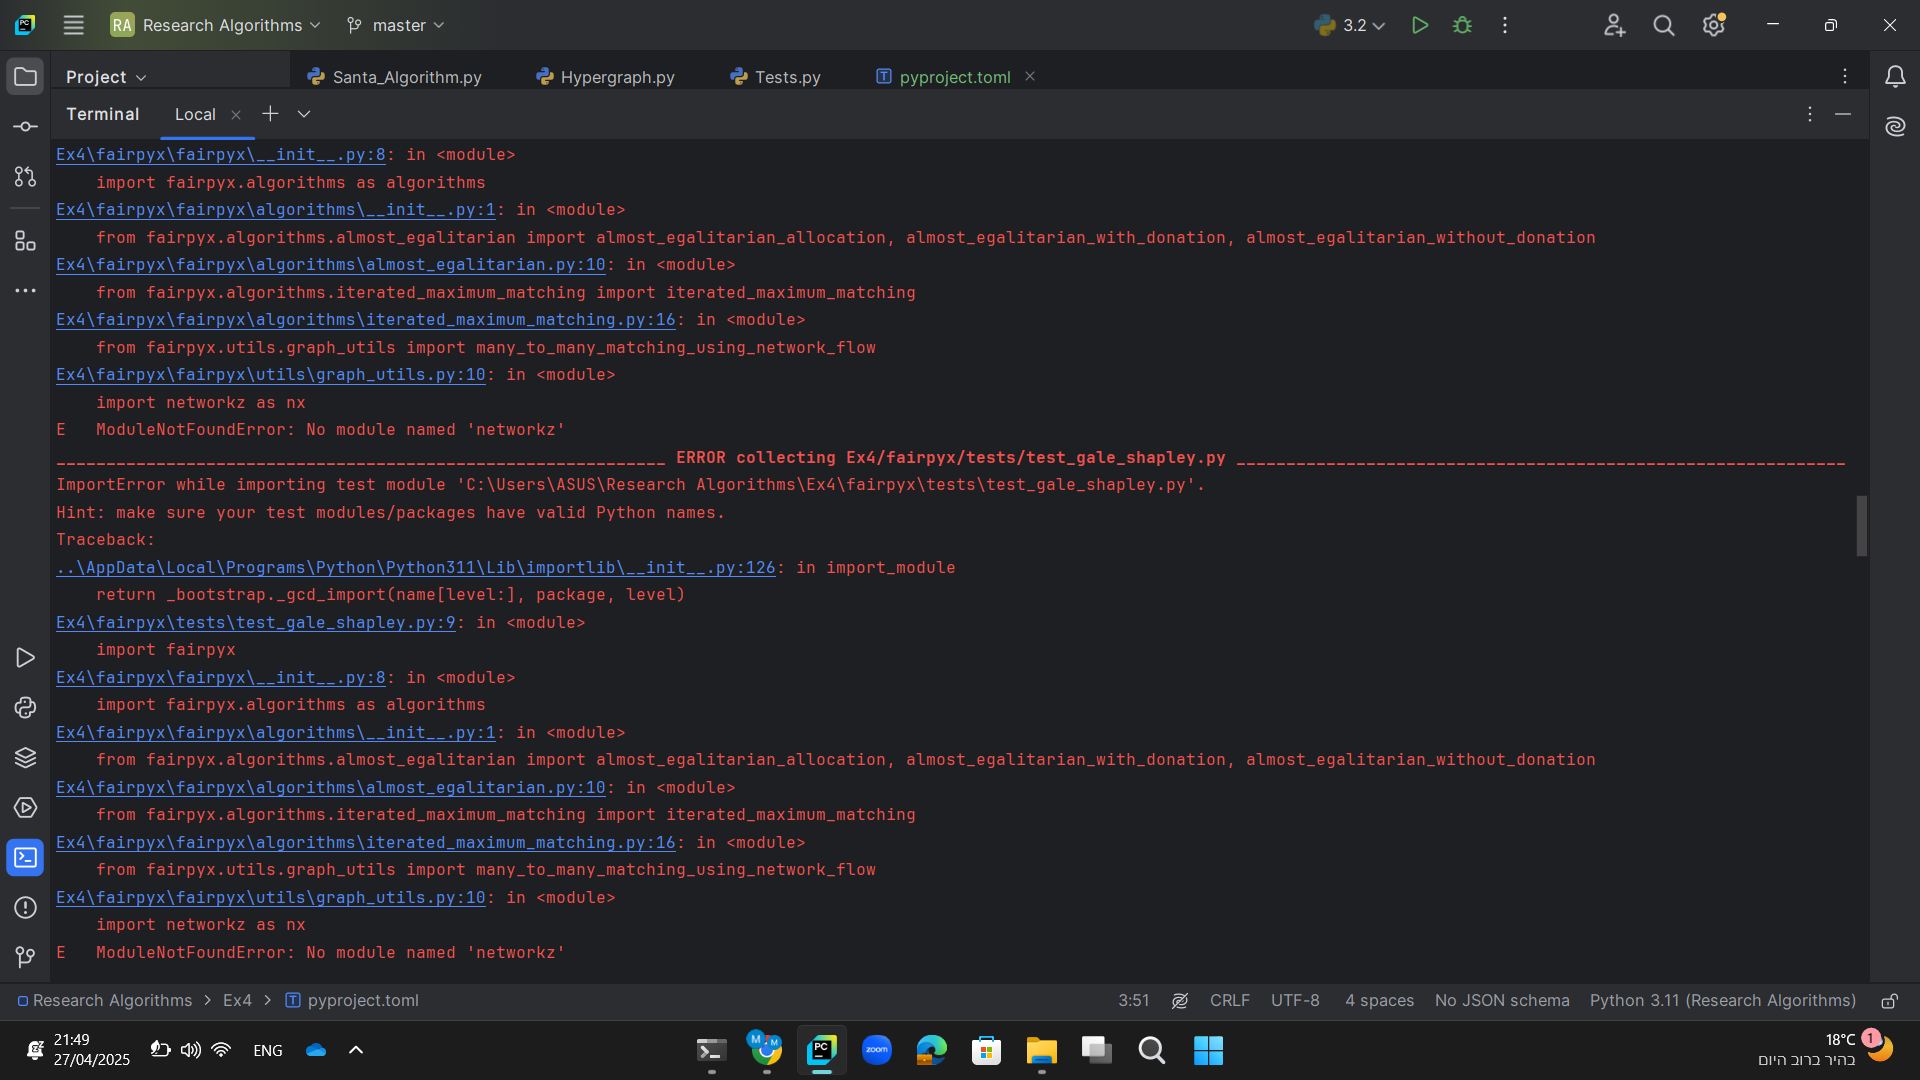 RA Research Algorithms master 3.2
Project Santa_Algorithm.py Hypergraph.py Tests.py pyproject.toml
Terminal Local
Ex4\fairpyx\fairpyx\__init__.py:8: in <module>
    import fairpyx.algorithms as algorithms
Ex4\fairpyx\fairpyx\algorithms\__init__.py:1: in <module>
    from fairpyx.algorithms.almost_egalitarian import almost_egalitarian_allocation, almost_egalitarian_with_donation, almost_egalitarian_without_donation
Ex4\fairpyx\fairpyx\algorithms\almost_egalitarian.py:10: in <module>
    from fairpyx.algorithms.iterated_maximum_matching import iterated_maximum_matching
Ex4\fairpyx\fairpyx\algorithms\iterated_maximum_matching.py:16: in <module>
    from fairpyx.utils.graph_utils import many_to_many_matching_using_network_flow
Ex4\fairpyx\fairpyx\utils\graph_utils.py:10: in <module>
    import networkz as nx
E   ModuleNotFoundError: No module named 'networkz'
_____________________________________________________________ ERROR collecting Ex4/fairpyx/tests/test_gale_shapley.py _____________________________________________________________
ImportError while importing test module 'C:\Users\ASUS\Research Algorithms\Ex4\fairpyx\tests\test_gale_shapley.py'.
Hint: make sure your test modules/packages have valid Python names.
Traceback:
..\AppData\Local\Programs\Python\Python311\Lib\importlib\__init__.py:126: in import_module
    return _bootstrap._gcd_import(name[level:], package, level)
Ex4\fairpyx\tests\test_gale_shapley.py:9: in <module>
    import fairpyx
Ex4\fairpyx\fairpyx\__init__.py:8: in <module>
    import fairpyx.algorithms as algorithms
Ex4\fairpyx\fairpyx\algorithms\__init__.py:1: in <module>
    from fairpyx.algorithms.almost_egalitarian import almost_egalitarian_allocation, almost_egalitarian_with_donation, almost_egalitarian_without_donation
Ex4\fairpyx\fairpyx\algorithms\almost_egalitarian.py:10: in <module>
    from fairpyx.algorithms.iterated_maximum_matching import iterated_maximum_matching
Ex4\fairpyx\fairpyx\algorithms\iterated_maximum_matching.py:16: in <module>
    from fairpyx.utils.graph_utils import many_to_many_matching_using_network_flow
Ex4\fairpyx\fairpyx\utils\graph_utils.py:10: in <module>
    import networkz as nx
E   ModuleNotFoundError: No module named 'networkz'
Research Algorithms > Ex4 > pyproject.toml 3:51 CRLF UTF-8 4 spaces No JSON schema Python 3.11 (Research Algorithms)
21:49 ENG 18°C 1
27/04/2025 בהיר ברוב היום